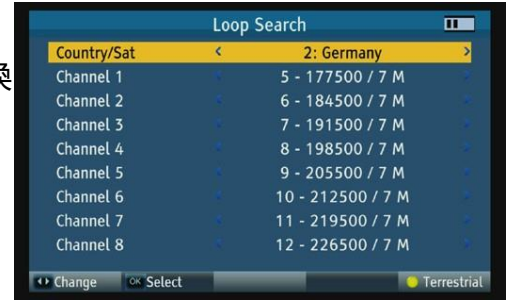 Loop Search
Country/Sat < 2: Germany >
換
Channel 1 5 - 177500 / 7 M
Channel 2 6 - 184500 / 7 M
Channel 3 7 - 191500 / 7 M
Channel 4 8 - 198500 / 7 M
Channel 5 9 - 205500 / 7 M
Channel 6 10 - 212500 / 7 M
Channel 7 11 - 219500 / 7 M
Channel 8 12 - 226500 / 7 M
Change OK Select Terrestrial